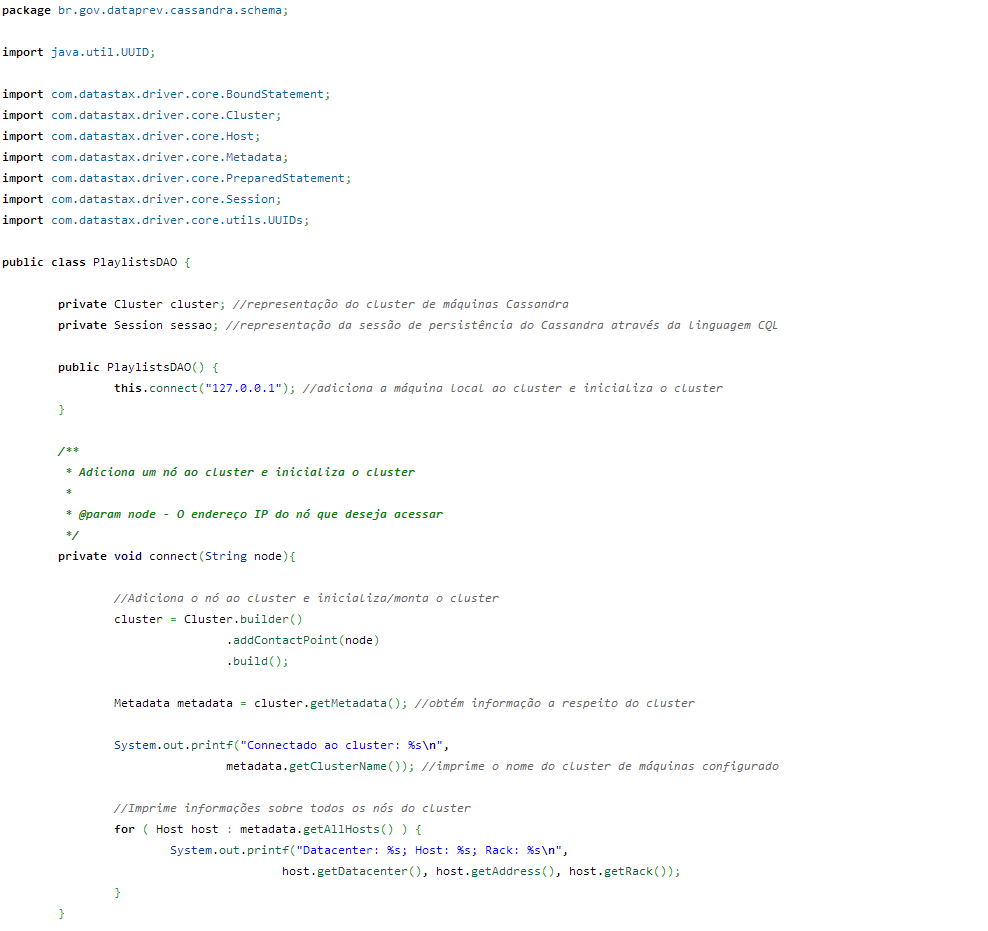 package br.gov.dataprev.cassandra.schema;
import java.util.UUID;
import com.datastax.driver.core.BoundStatement;
import com.datastax.driver.core.Cluster;
import com.datastax.driver.core.Host;
import com.datastax.driver.core.Metadata;
import com.datastax.driver.core.PreparedStatement;
import com.datastax.driver.core.Session;
import com.datastax.driver.core.utils.UUIDs;
public class PlaylistsDAO {
private Cluster cluster; //representação do cluster de máquinas Cassandra
private Session sessao; //representação da sessão de persistência do Cassandra através da linguagem CQL
public PlaylistsDAO() {
this.connect("127.0.0.1"); //adiciona a máquina local ao cluster e inicializa o cluster
}
/**
* Adiciona um nó ao cluster e inicializa o cluster
*
* @param node - O endereço IP do nó que deseja acessar
*/
private void connect(String node){
//Adiciona o nó ao cluster e inicializa/monta o cluster
cluster = Cluster.builder()
.addContactPoint(node)
.build();
Metadata metadata = cluster.getMetadata(); //obtém informação a respeito do cluster
System.out.printf("Connectado ao cluster: %s\n",
metadata.getClusterName()); //imprime o nome do cluster de máquinas configurado
//Imprime informações sobre todos os nós do cluster
for ( Host host : metadata.getAllHosts() ) {
System.out.printf("Datacenter: %s; Host: %s; Rack: %s\n",
host.getDatacenter(), host.getAddress(), host.getRack());
}
}